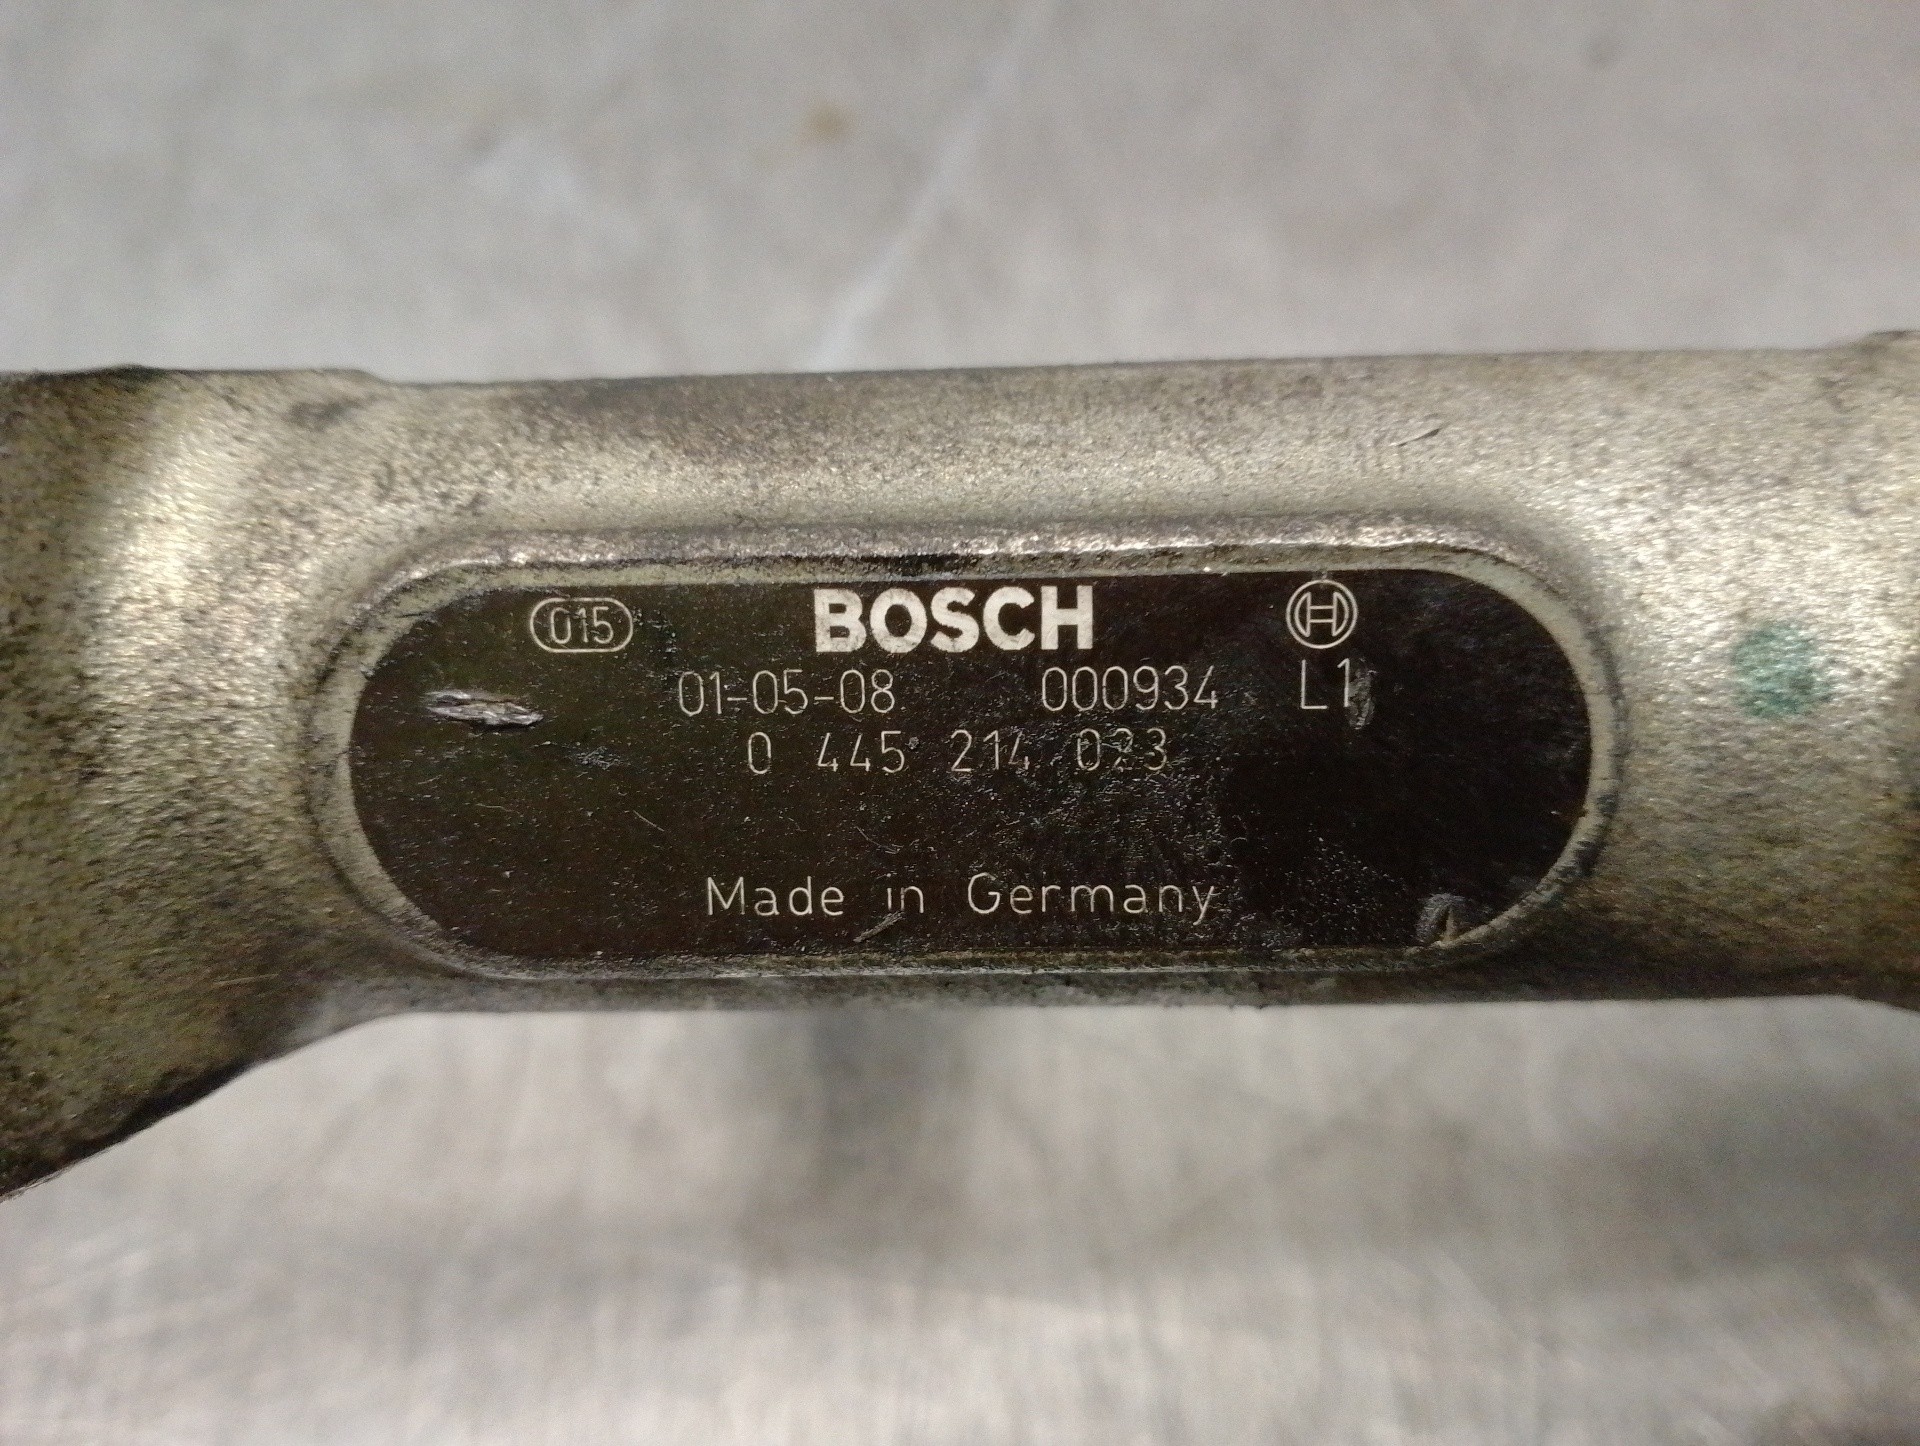 015 BOSCH
01-05-08 000934 L1
0 445 214 023
Made in Germany